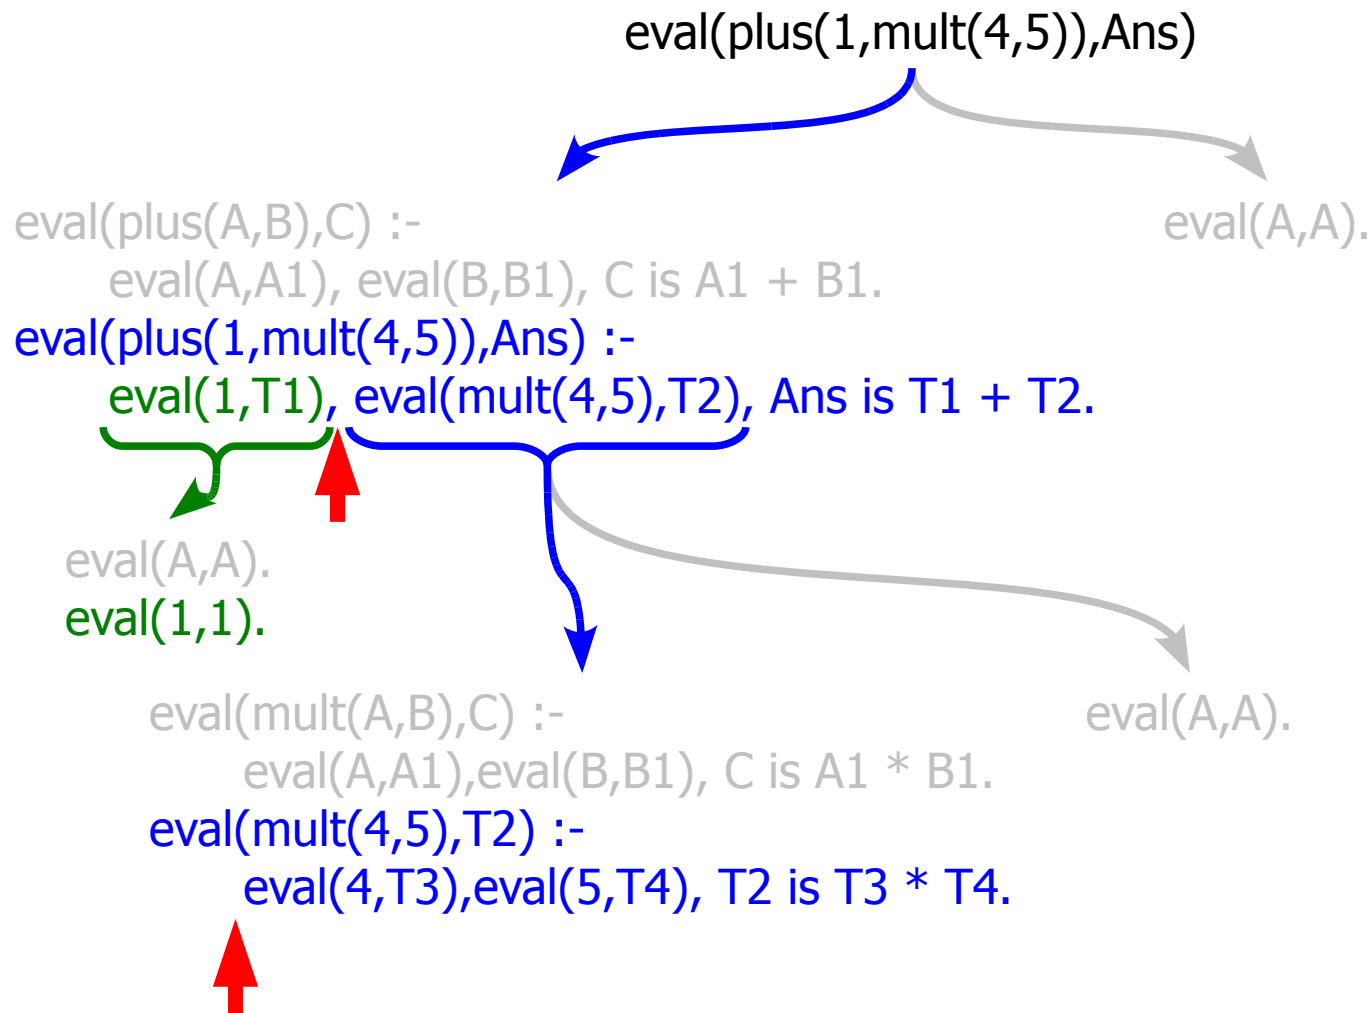 eval(plus(1,mult(4,5)),Ans)
eval(plus(A,B),C) :-
eval(A,A).
eval(A,A1), eval(B,B1), C is A1 + B1.
eval(plus(1,mult(4,5)),Ans) :-
eval(1,T1), eval(mult(4,5),T2), Ans is T1 + T2.
eval(A,A).
eval(1,1).
eval(mult(A,B),C) :-
eval(A,A).
eval(A,A1),eval(B,B1), C is A1 * B1.
eval(mult(4,5),T2) :-
eval(4,T3),eval(5,T4), T2 is T3 * T4.